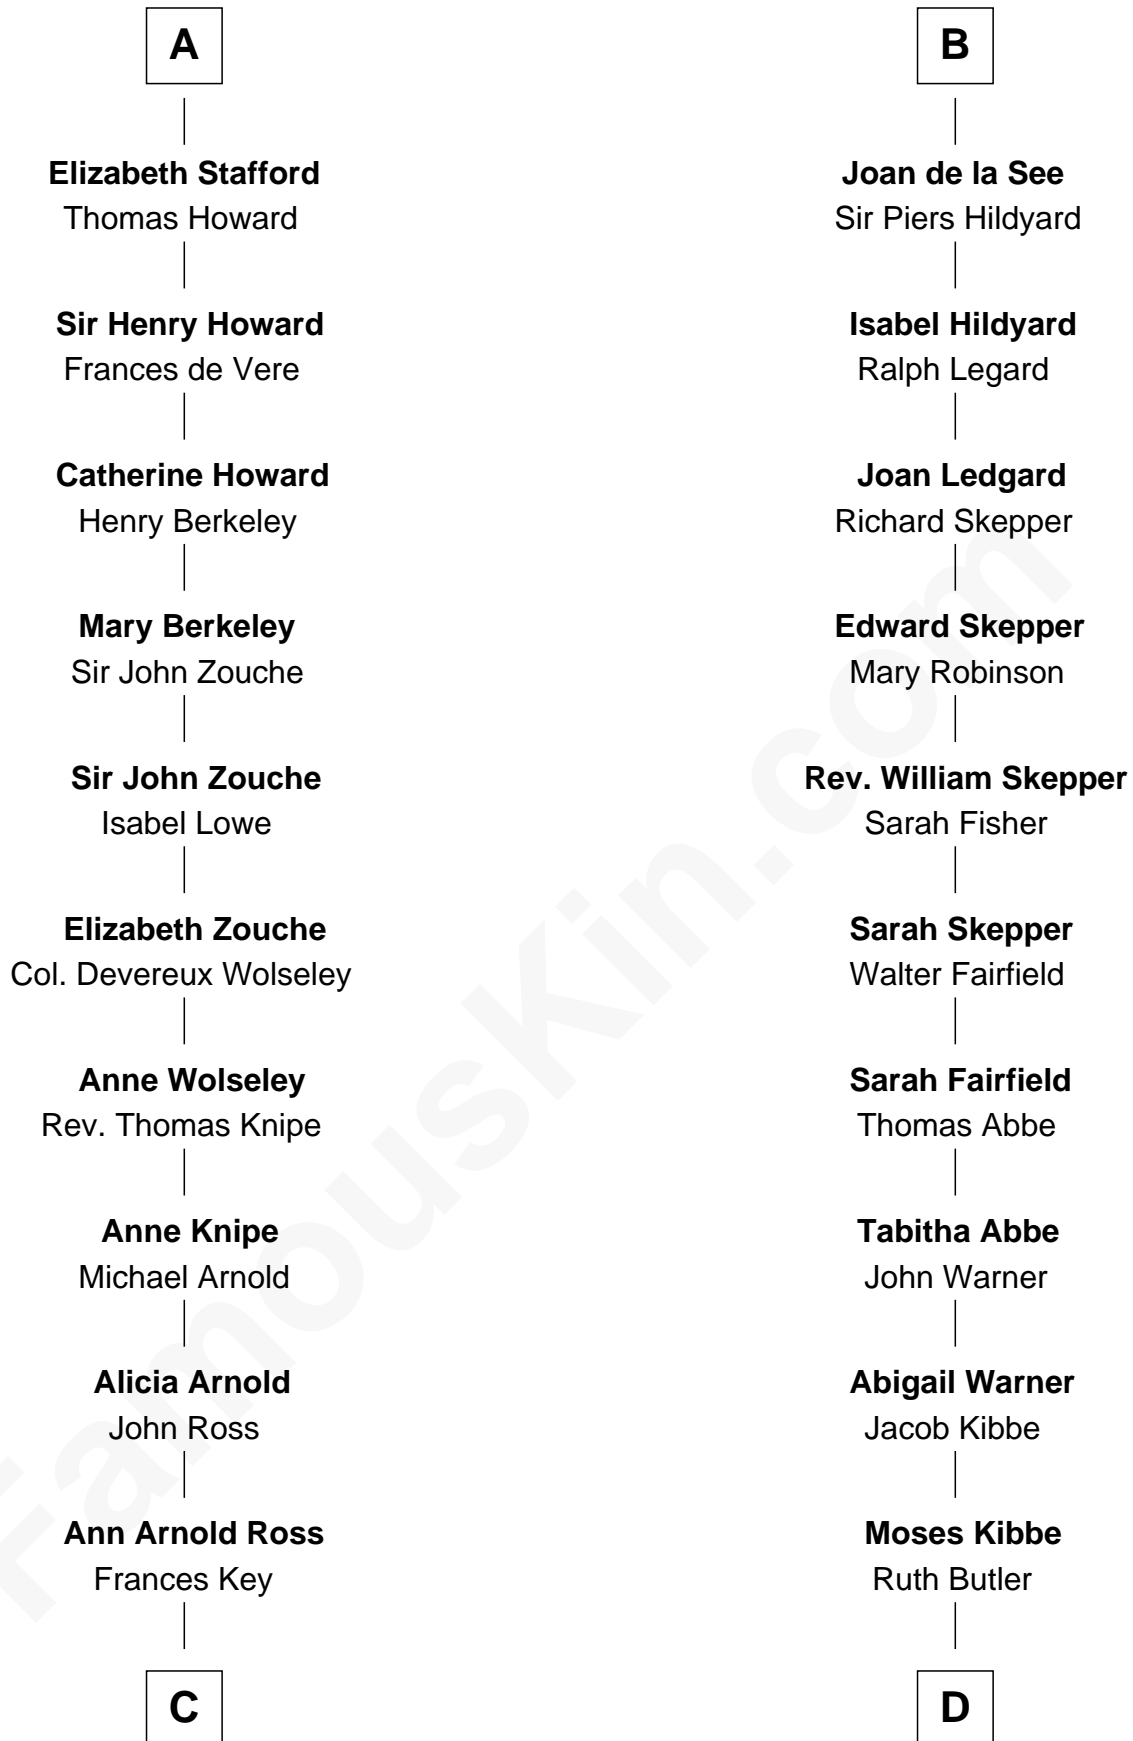 A
Elizabeth Stafford
Thomas Howard
Sir Henry Howard
Frances de Vere
Catherine Howard
Henry Berkeley
Mary Berkeley
Sir John Zouche
Sir John Zouche
Isabel Lowe
Elizabeth Zouche
Col. Devereux Wolseley
Anne Wolseley
Rev. Thomas Knipe
Anne Knipe
Michael Arnold
Alicia Arnold
John Ross
Ann Arnold Ross
Frances Key
C
B
Joan de la See
Sir Piers Hildyard
Isabel Hildyard
Ralph Legard
Joan Ledgard
Richard Skepper
Edward Skepper
Mary Robinson
Rev. William Skepper
Sarah Fisher
Sarah Skepper
Walter Fairfield
Sarah Fairfield
Thomas Abbe
Tabitha Abbe
John Warner
Abigail Warner
Jacob Kibbe
Moses Kibbe
Ruth Butler
D
FamousKin.com